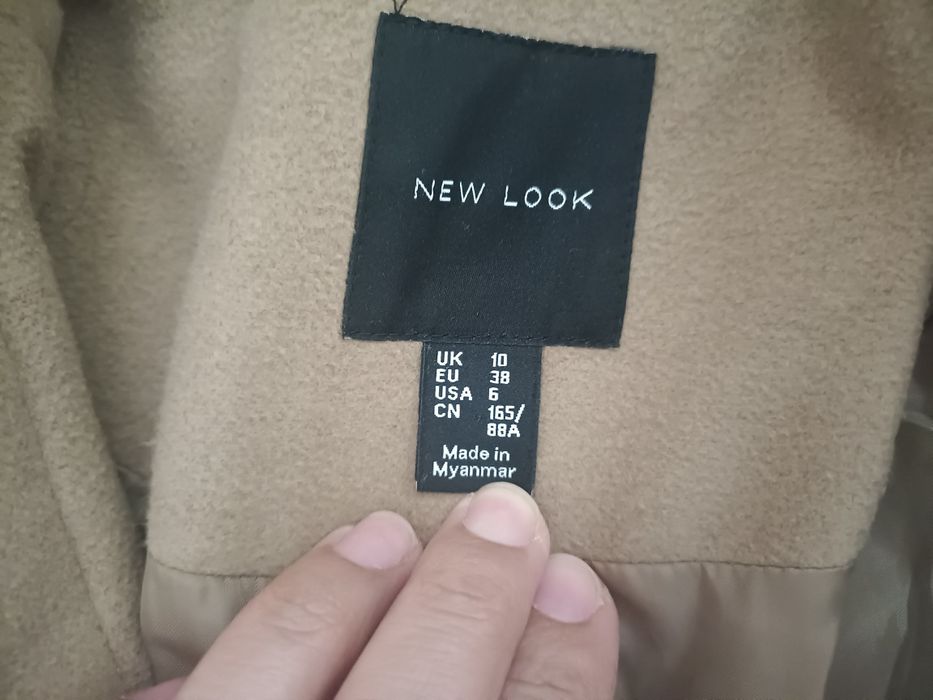 NEW LOOK
UK 10
EU 38
USA 6
CN 165/
88A
Made in
Myanmar